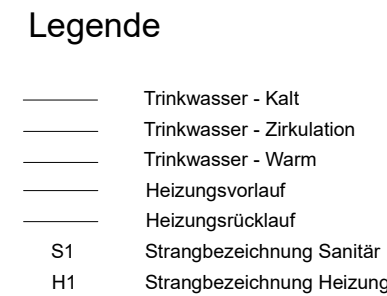 Legende
Trinkwasser - Kalt
Trinkwasser - Zirkulation
Trinkwasser - Warm
Heizungsvorlauf
Heizungsrücklauf
S1 Strangbezeichnung Sanitär
H1 Strangbezeichnung Heizung